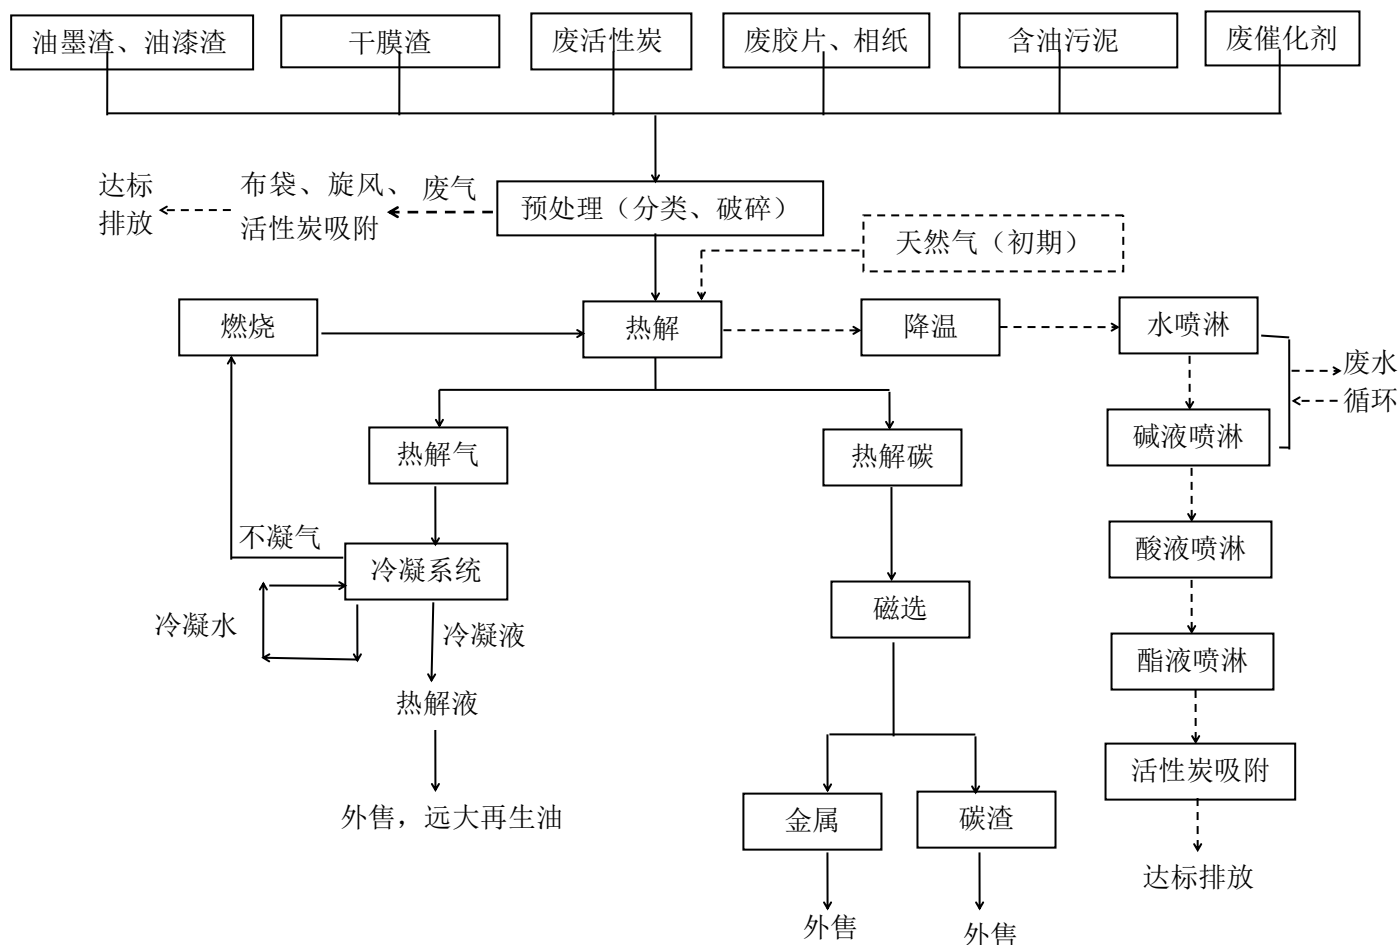 油墨渣、油漆渣
干膜渣
废活性炭
废胶片、相纸
含油污泥
废催化剂
达标
排放
布袋、旋风、
活性炭吸附
废气
预处理（分类、破碎）
天然气（初期）
燃烧
热解
降温
水喷淋
废水
循环
碱液喷淋
热解气
热解碳
不凝气
冷凝系统
酸液喷淋
冷凝水
冷凝液
磁选
酯液喷淋
热解液
活性炭吸附
外售，远大再生油
金属
碳渣
达标排放
外售
外售